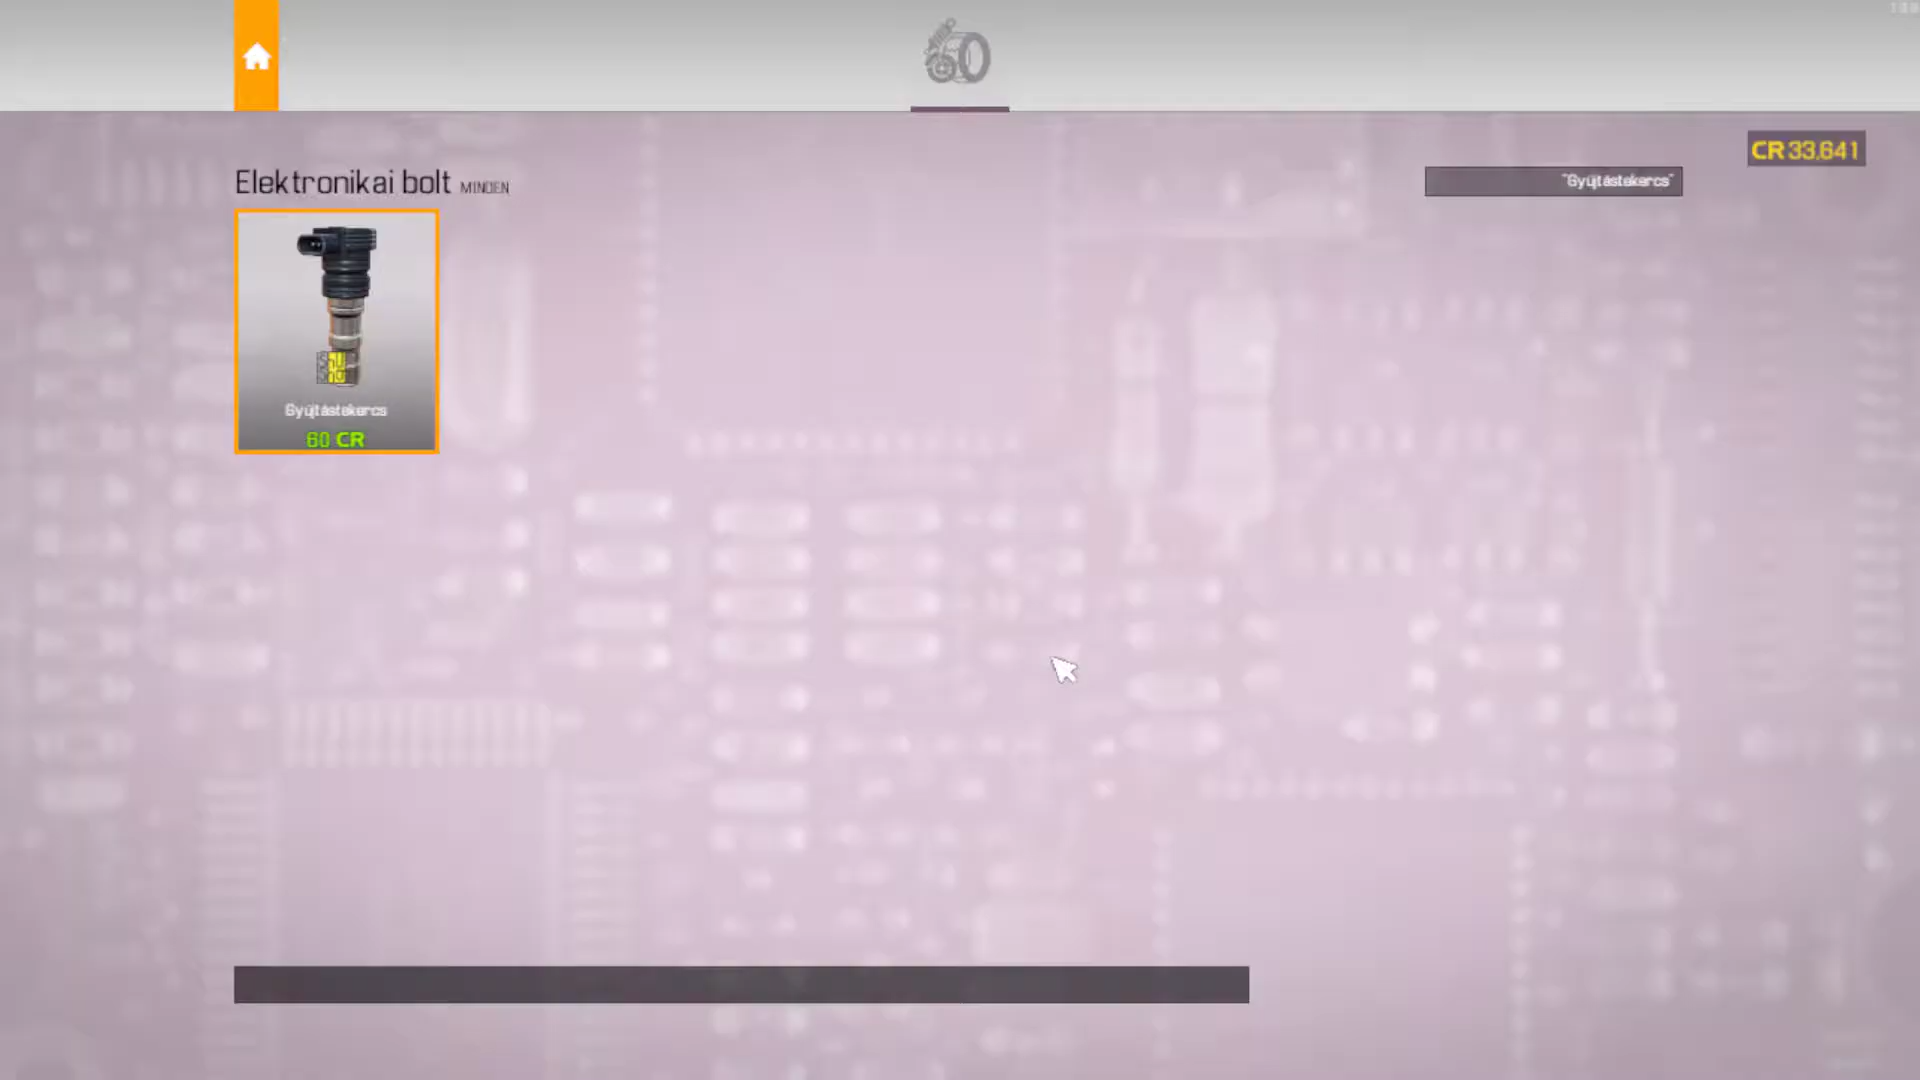 CR 33,641
Elektronikai bolt MINDEN
"Gyújtástekercs"
Gyújtástekercs
60 CR